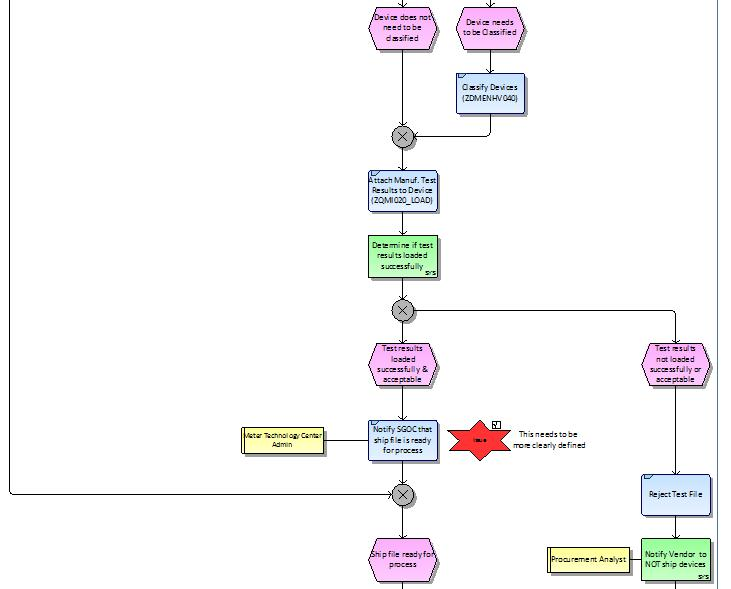 Device does not
need to be
classified
Device needs
to be Classified
Classify Devices
(ZDMENHV040)
Attach Manuf. Test
Results to Device
(ZQMI020_LOAD)
Determine if test
results loaded
successfully
SYS
Test results
loaded
successfully &
acceptable
Test results
not loaded
successfully or
acceptable
Meter Technology Center
Admin
Notify SGOC that
ship file is ready
for process
Issue
This needs to be
more clearly defined
Reject Test File
Ship file ready for
process
Procurement Analyst
Notify Vendor to
NOT ship devices
SYS